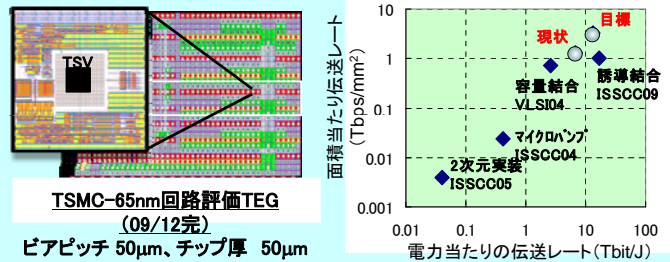 TSV
TSMC-65nm回路評価TEG
(09/12完)
ビアピッチ 50μm、チップ厚 50μm
面積当たり伝送レート
(Tbps/mm²)
10
1
0.1
0.01
0.001
0.01
0.1
1
10
100
電力当たりの伝送レート(Tbit/J)
目標
現状
誘導結合
ISSCC09
容量結合
VLSI04
マイクロバンプ
ISSCC04
2次元実装
ISSCC05